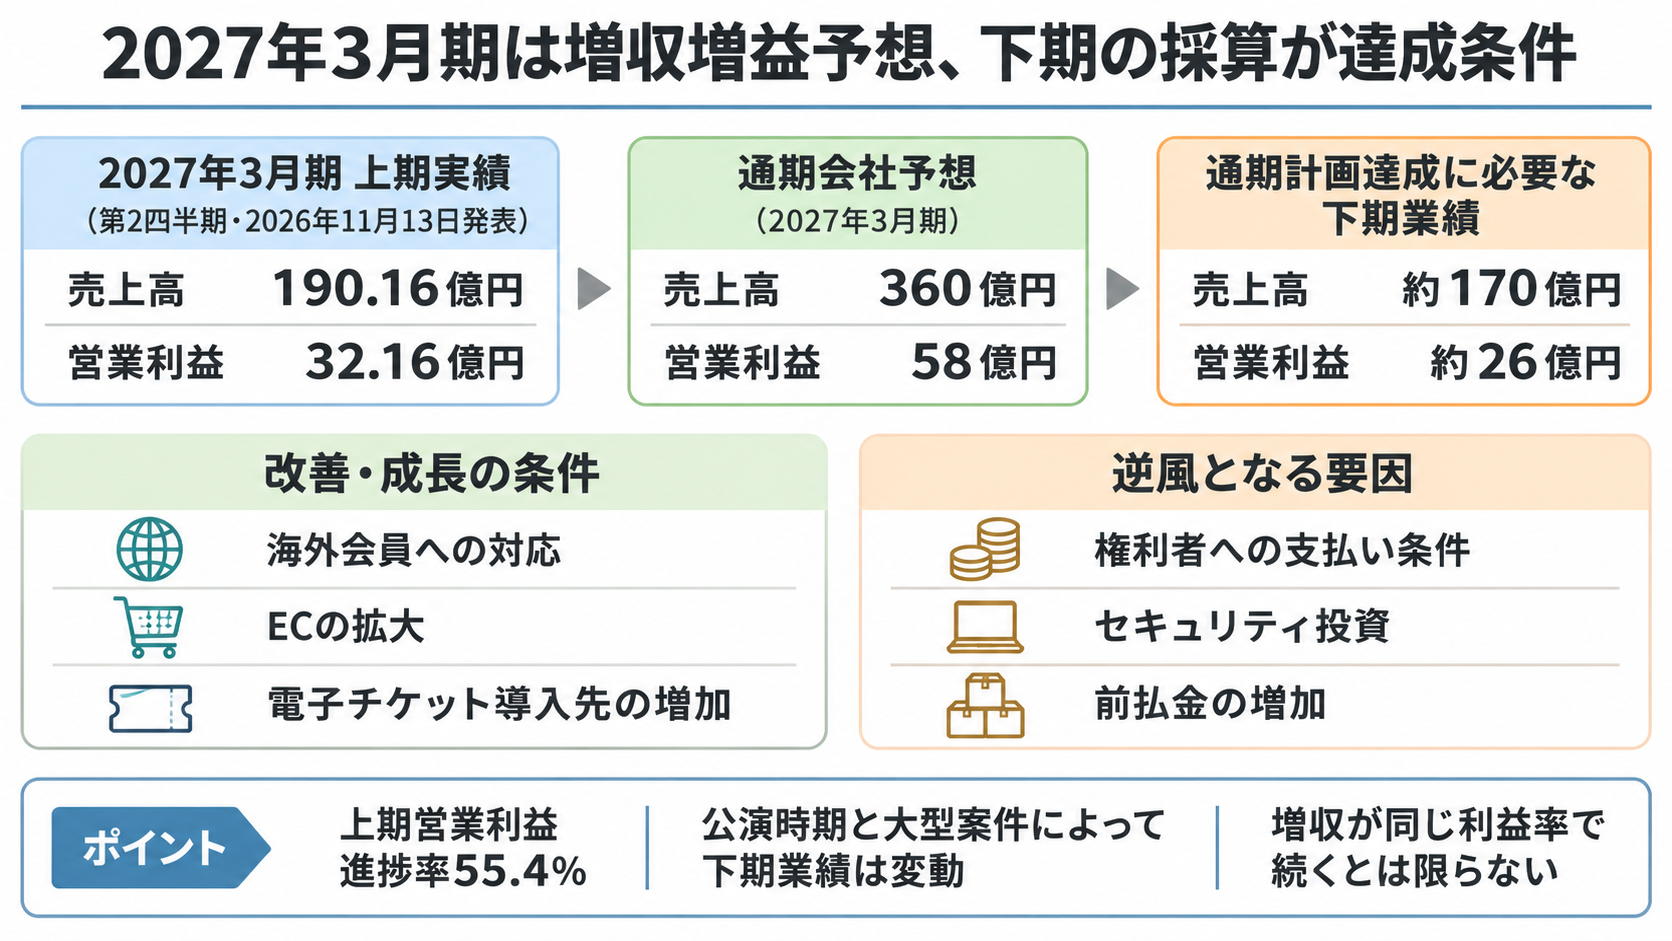 2027年3月期は増収増益予想、下期の採算が達成条件
2027年3月期 上期実績
（第2四半期・2026年11月13日発表）
売上高 190.16億円
営業利益 32.16億円
通期会社予想
（2027年3月期）
売上高 360億円
営業利益 58億円
通期計画達成に必要な
下期業績
売上高 約170億円
営業利益 約26億円
改善・成長の条件
海外会員への対応
ECの拡大
電子チケット導入先の増加
逆風となる要因
権利者への支払い条件
セキュリティ投資
前払金の増加
ポイント
上期営業利益
進捗率55.4%
公演時期と大型案件によって
下期業績は変動
増収が同じ利益率で
続くとは限らない